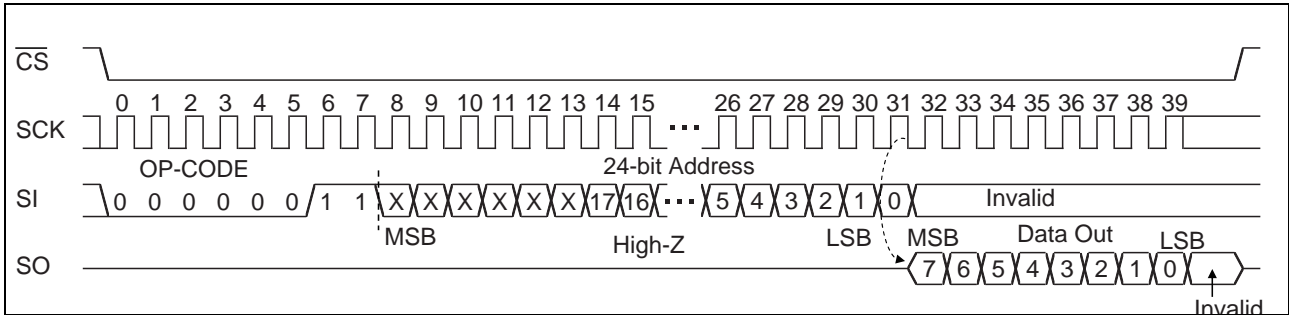 CS
0 1 2 3 4 5 6 7 8 9 10 11 12 13 14 15 26 27 28 29 30 31 32 33 34 35 36 37 38 39
SCK ...
OP-CODE 24-bit Address
SI 0 0 0 0 0 0 1 1 X X X X X X 17 16 ... 5 4 3 2 1 0 Invalid
MSB High-Z LSB MSB Data Out LSB
SO 7 6 5 4 3 2 1 0
Invalid